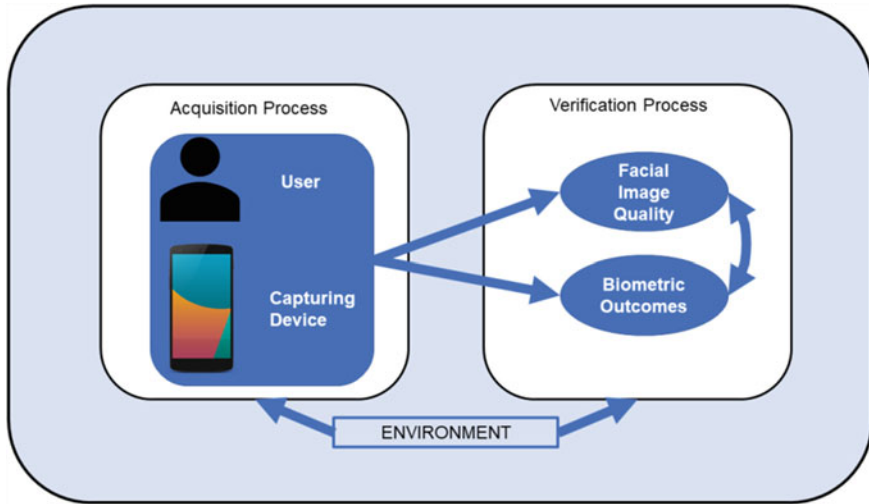 Acquisition Process
User
Capturing
Device
Verification Process
Facial
Image
Quality
Biometric
Outcomes
ENVIRONMENT